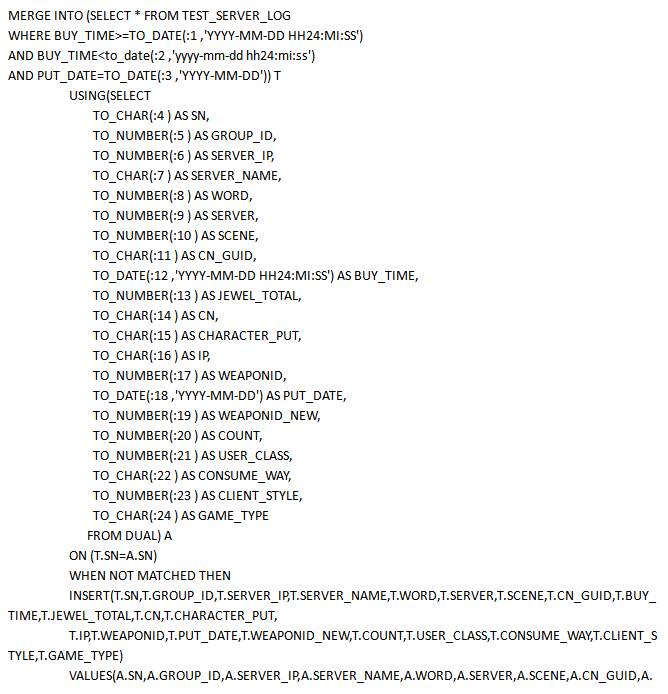 MERGE INTO (SELECT * FROM TEST_SERVER_LOG
WHERE BUY_TIME>=TO_DATE(:1 ,'YYYY-MM-DD HH24:MI:SS')
AND BUY_TIME<to_date(:2 ,'yyyy-mm-dd hh24:mi:ss')
AND PUT_DATE=TO_DATE(:3 ,'YYYY-MM-DD')) T
USING(SELECT
TO_CHAR(:4 ) AS SN,
TO_NUMBER(:5 ) AS GROUP_ID,
TO_NUMBER(:6 ) AS SERVER_IP,
TO_CHAR(:7 ) AS SERVER_NAME,
TO_NUMBER(:8 ) AS WORD,
TO_NUMBER(:9 ) AS SERVER,
TO_NUMBER(:10 ) AS SCENE,
TO_CHAR(:11 ) AS CN_GUID,
TO_DATE(:12 ,'YYYY-MM-DD HH24:MI:SS') AS BUY_TIME,
TO_NUMBER(:13 ) AS JEWEL_TOTAL,
TO_CHAR(:14 ) AS CN,
TO_CHAR(:15 ) AS CHARACTER_PUT,
TO_CHAR(:16 ) AS IP,
TO_NUMBER(:17 ) AS WEAPONID,
TO_DATE(:18 ,'YYYY-MM-DD') AS PUT_DATE,
TO_NUMBER(:19 ) AS WEAPONID_NEW,
TO_NUMBER(:20 ) AS COUNT,
TO_NUMBER(:21 ) AS USER_CLASS,
TO_CHAR(:22 ) AS CONSUME_WAY,
TO_NUMBER(:23 ) AS CLIENT_STYLE,
TO_CHAR(:24 ) AS GAME_TYPE
FROM DUAL) A
ON (T.SN=A.SN)
WHEN NOT MATCHED THEN
INSERT(T.SN,T.GROUP_ID,T.SERVER_IP,T.SERVER_NAME,T.WORD,T.SERVER,T.SCENE,T.CN_GUID,T.BUY_
TIME,T.JEWEL_TOTAL,T.CN,T.CHARACTER_PUT,
T.IP,T.WEAPONID,T.PUT_DATE,T.WEAPONID_NEW,T.COUNT,T.USER_CLASS,T.CONSUME_WAY,T.CLIENT_S
TYLE,T.GAME_TYPE)
VALUES(A.SN,A.GROUP_ID,A.SERVER_IP,A.SERVER_NAME,A.WORD,A.SERVER,A.SCENE,A.CN_GUID,A.